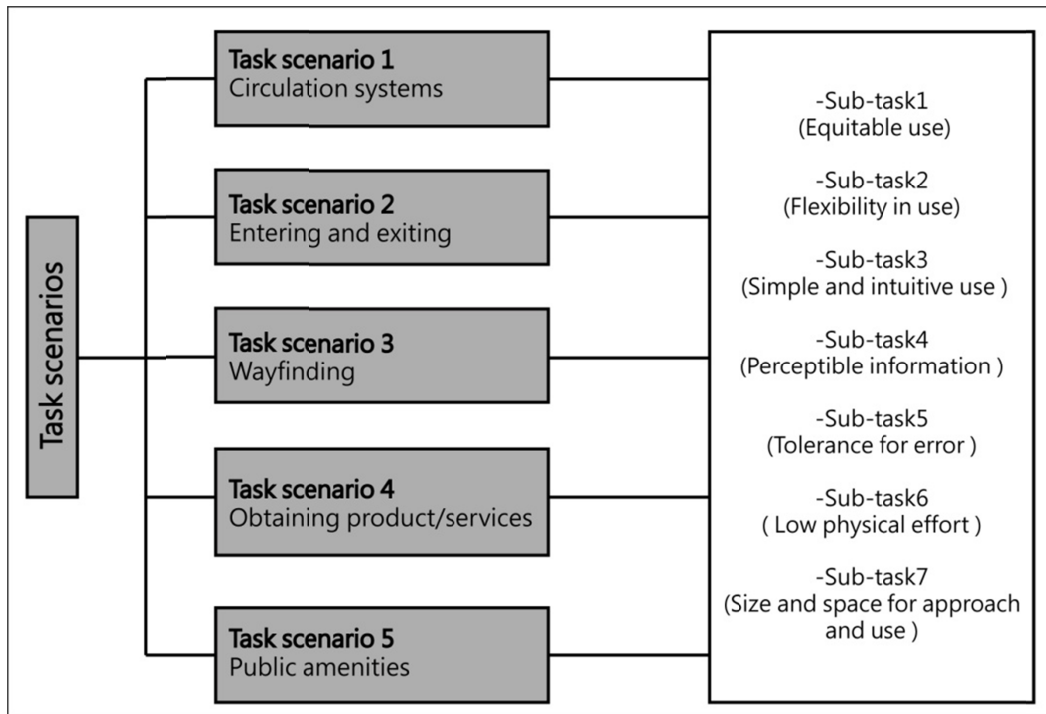 Task scenarios
Task scenario 1
Circulation systems
Task scenario 2
Entering and exiting
Task scenario 3
Wayfinding
Task scenario 4
Obtaining product/services
Task scenario 5
Public amenities
-Sub-task1
(Equitable use)
-Sub-task2
(Flexibility in use)
-Sub-task3
(Simple and intuitive use )
-Sub-task4
(Perceptible information )
-Sub-task5
(Tolerance for error )
-Sub-task6
( Low physical effort )
-Sub-task7
(Size and space for approach
and use )